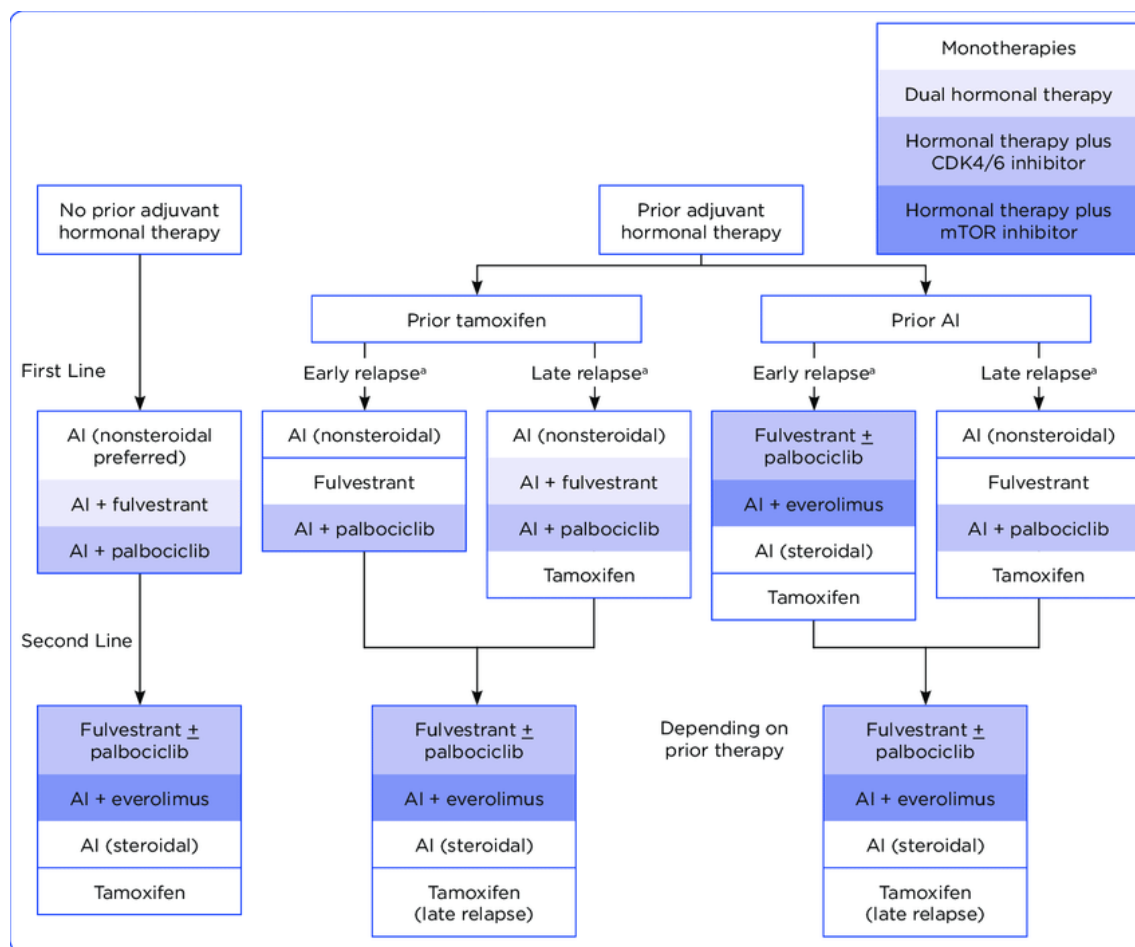 Monotherapies
Dual hormonal therapy
Hormonal therapy plus
CDK4/6 inhibitor
Hormonal therapy plus
mTOR inhibitor
No prior adjuvant
hormonal therapy
Prior adjuvant
hormonal therapy
Prior tamoxifen
Prior AI
First Line
Early relapseᵃ
Late relapseᵃ
Early relapseᵃ
Late relapseᵃ
AI (nonsteroidal
preferred)
AI + fulvestrant
AI + palbociclib
AI (nonsteroidal)
Fulvestrant
AI + palbociclib
AI (nonsteroidal)
AI + fulvestrant
AI + palbociclib
Tamoxifen
Fulvestrant ±
palbociclib
AI + everolimus
AI (steroidal)
Tamoxifen
AI (nonsteroidal)
Fulvestrant
AI + palbociclib
Tamoxifen
Second Line
Fulvestrant ±
palbociclib
AI + everolimus
AI (steroidal)
Tamoxifen
Fulvestrant ±
palbociclib
AI + everolimus
AI (steroidal)
Tamoxifen
(late relapse)
Depending on
prior therapy
Fulvestrant ±
palbociclib
AI + everolimus
AI (steroidal)
Tamoxifen
(late relapse)